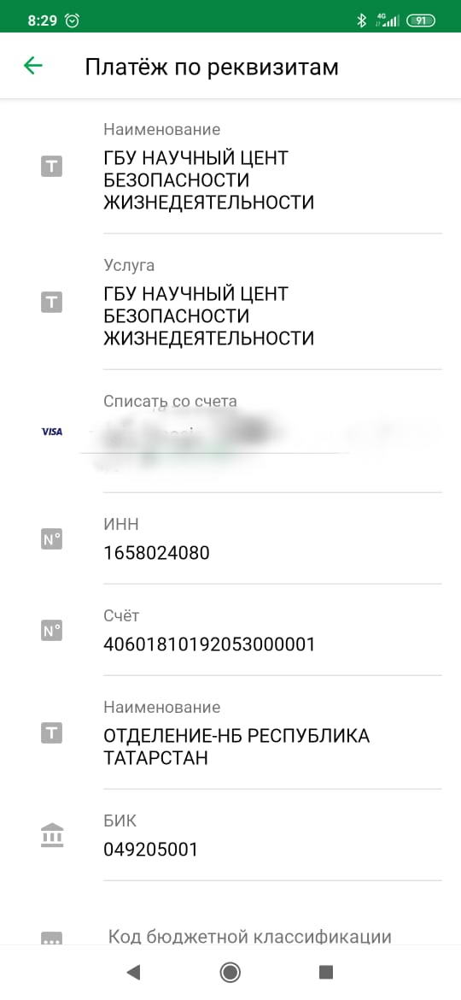 8:29
4G
91
Платёж по реквизитам
Наименование
ГБУ НАУЧНЫЙ ЦЕНТ
БЕЗОПАСНОСТИ
ЖИЗНЕДЕЯТЕЛЬНОСТИ
Услуга
ГБУ НАУЧНЫЙ ЦЕНТ
БЕЗОПАСНОСТИ
ЖИЗНЕДЕЯТЕЛЬНОСТИ
Списать со счета
VISA
ИНН
1658024080
Счёт
40601810192053000001
Наименование
ОТДЕЛЕНИЕ-НБ РЕСПУБЛИКА
ТАТАРСТАН
БИК
049205001
Код бюджетной классификации